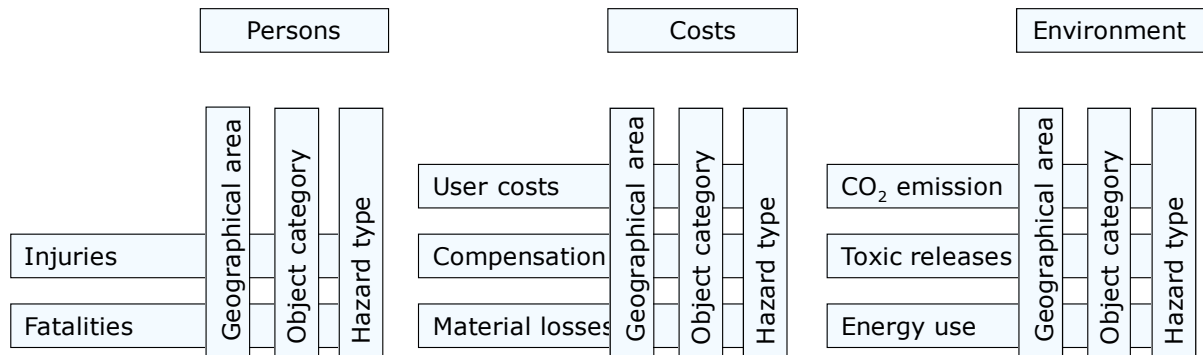 Persons
Costs
Environment
Geographical area
Object category
Hazard type
Injuries
Fatalities
Geographical area
Object category
Hazard type
User costs
Compensation
Material losses
Geographical area
Object category
Hazard type
CO₂ emission
Toxic releases
Energy use